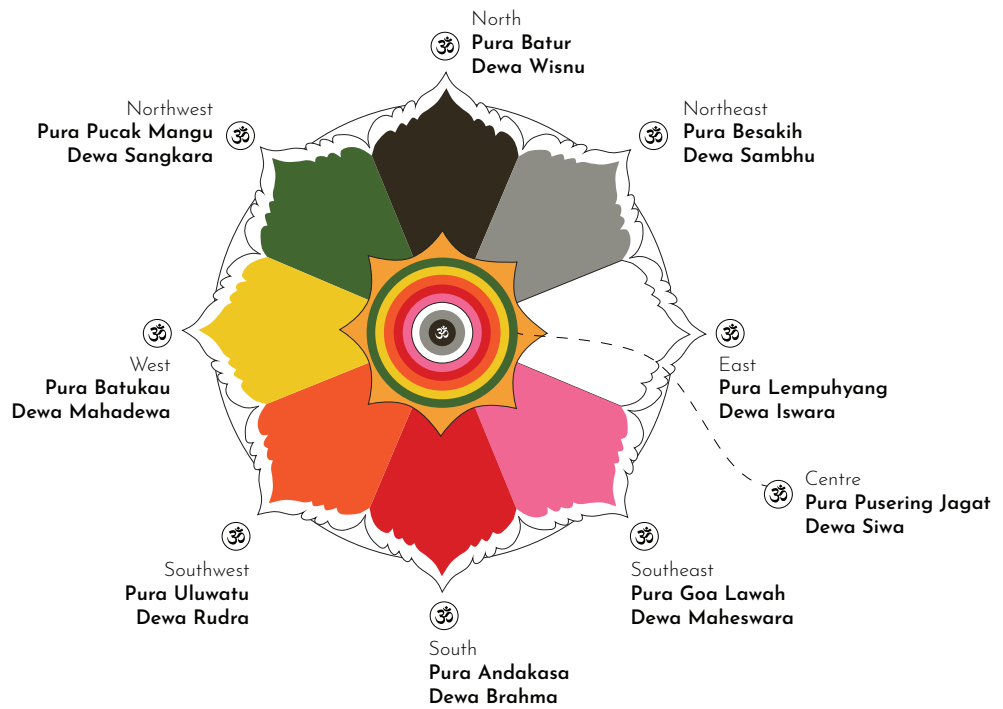 North
Pura Batur
Dewa Wisnu
ॐ
Northwest
Pura Pucak Mangu
Dewa Sangkara
ॐ
Northeast
Pura Besakih
Dewa Sambhu
ॐ
ॐ
West
Pura Batukau
Dewa Mahadewa
ॐ
ॐ
East
Pura Lempuhyang
Dewa Iswara
ॐ
Centre
Pura Pusering Jagat
Dewa Siwa
ॐ
Southwest
Pura Uluwatu
Dewa Rudra
ॐ
Southeast
Pura Goa Lawah
Dewa Maheswara
ॐ
South
Pura Andakasa
Dewa Brahma